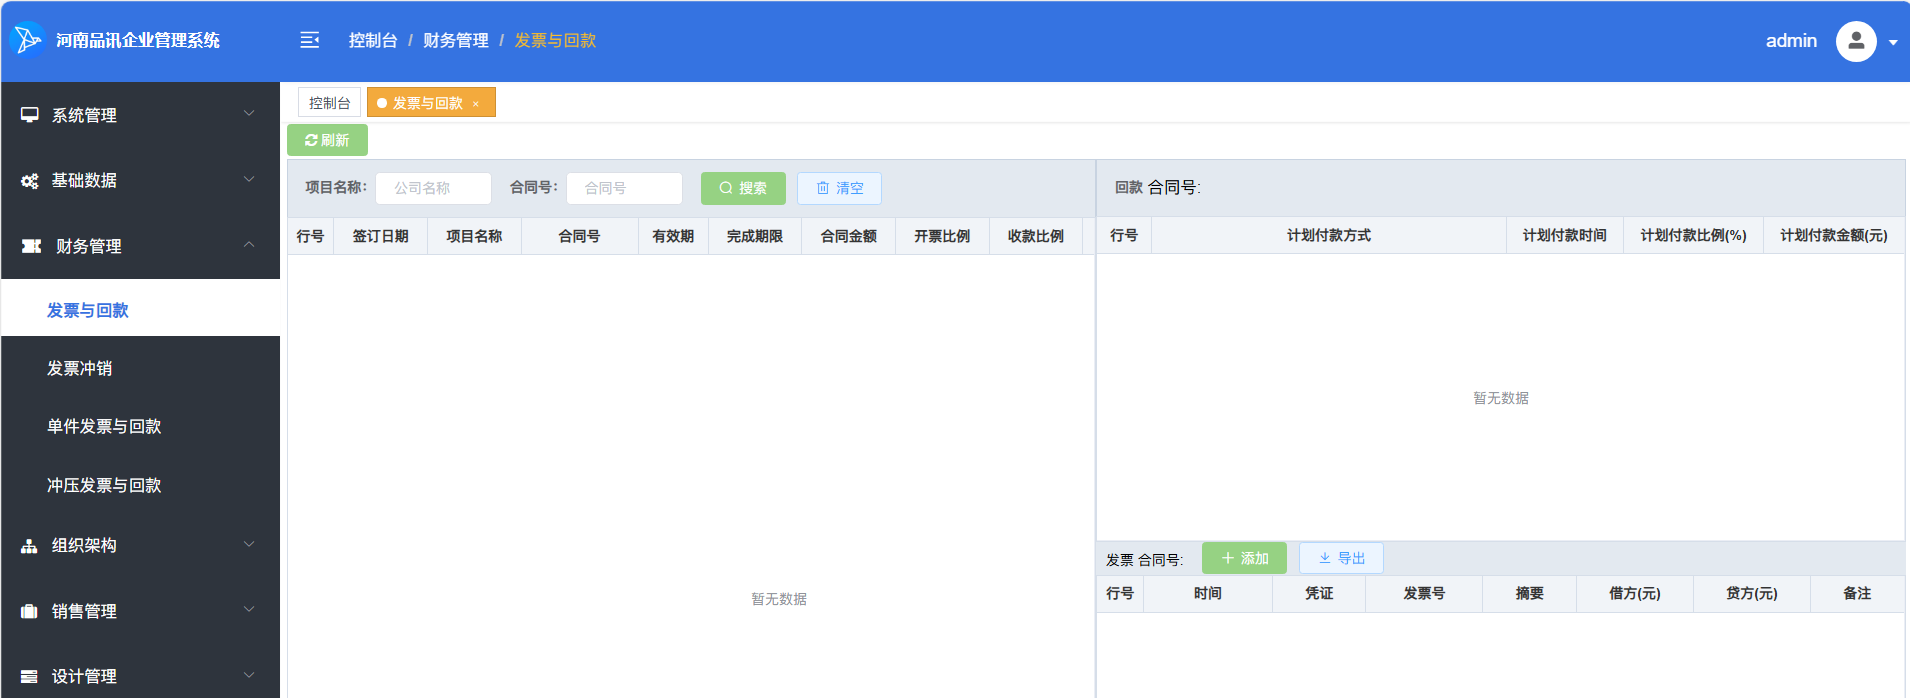 河南品讯企业管理系统
控制台 / 财务管理 / 发票与回款
admin
系统管理
基础数据
财务管理
发票与回款
发票冲销
单件发票与回款
冲压发票与回款
组织架构
销售管理
设计管理
控制台 发票与回款 ×
刷新
项目名称: 公司名称 合同号: 合同号 搜索 清空
行号 签订日期 项目名称 合同号 有效期 完成期限 合同金额 开票比例 收款比例
暂无数据
回款 合同号:
行号 计划付款方式 计划付款时间 计划付款比例(%) 计划付款金额(元)
暂无数据
发票 合同号: 添加 导出
行号 时间 凭证 发票号 摘要 借方(元) 贷方(元) 备注